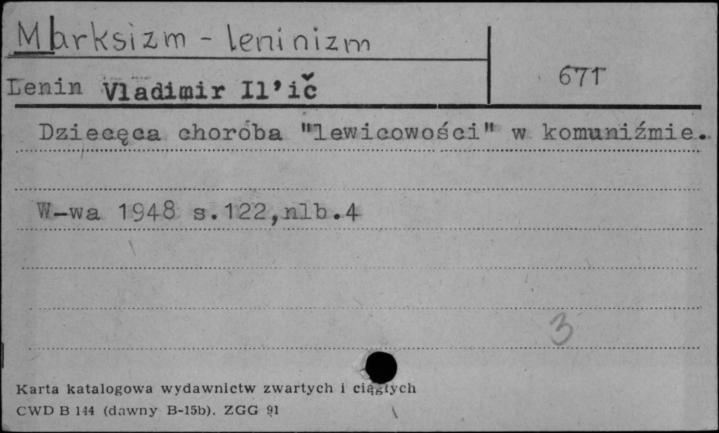 Marksizm - leninizm
671
Lenin Vladimir Il'ič
Dziecęca choroba "lewicowości" w komuniźmie.
W-wa 1948 s.122,nlb.4
3
Karta katalogowa wydawnictw zwartych i ciągłych
CWD B 144 (dawny B-15b). ZGG 91